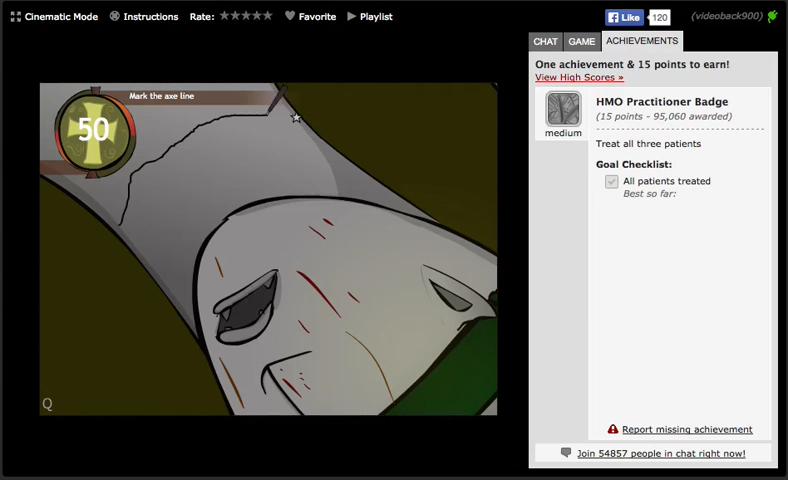 Cinematic Mode Instructions Rate: Favorite Playlist Like 120 (videoback900)
CHAT GAME ACHIEVEMENTS
One achievement & 15 points to earn!
View High Scores »
HMO Practitioner Badge
(15 points - 95,060 awarded)
medium
Treat all three patients
Goal Checklist:
All patients treated
Best so far:
Report missing achievement
Join 54857 people in chat right now!
Mark the axe line
50
Q